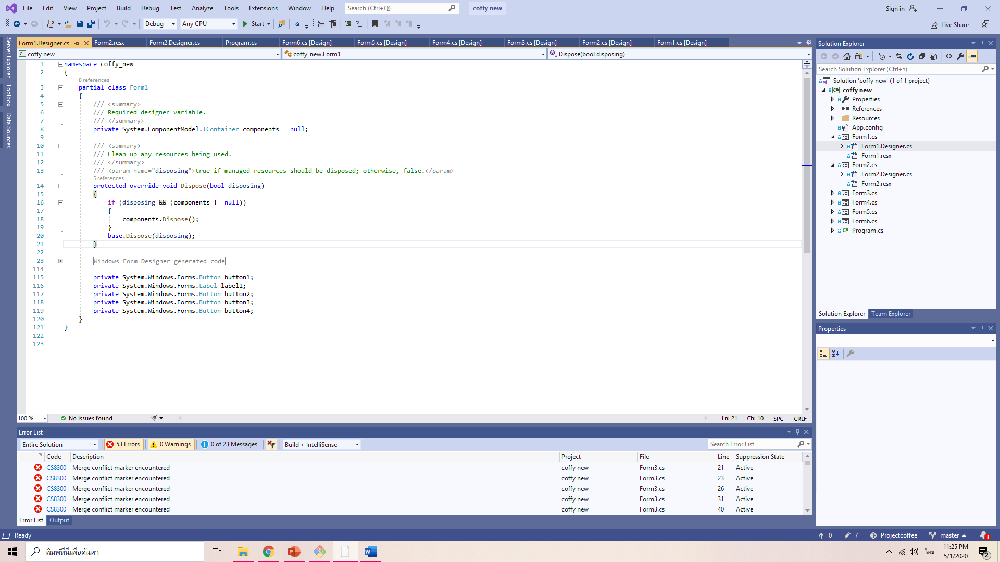 File Edit View Project Build Debug Test Analyze Tools Extensions Window Help Search (Ctrl+Q) coffy new Sign in
Debug Any CPU Start Live Share
Server Explorer
Toolbox
Data Sources
Form1.Designer.cs Form2.resx Form2.Designer.cs Program.cs Form6.cs [Design] Form5.cs [Design] Form4.cs [Design] Form3.cs [Design] Form2.cs [Design] Form1.cs [Design]
C# coffy new coffy_new.Form1 Dispose(bool disposing)
1 namespace coffy_new
2 {
8 references
3 partial class Form1
4 {
5 /// <summary>
6 /// Required designer variable.
7 /// </summary>
8 private System.ComponentModel.IContainer components = null;
9
10 /// <summary>
11 /// Clean up any resources being used.
12 /// </summary>
13 /// <param name="disposing">true if managed resources should be disposed; otherwise, false.</param>
5 references
14 protected override void Dispose(bool disposing)
15 {
16 if (disposing && (components != null))
17 {
18 components.Dispose();
19 }
20 base.Dispose(disposing);
21 }
22
23 Windows Form Designer generated code
114
115 private System.Windows.Forms.Button button1;
116 private System.Windows.Forms.Label label1;
117 private System.Windows.Forms.Button button2;
118 private System.Windows.Forms.Button button3;
119 private System.Windows.Forms.Button button4;
120 }
121 }
122
123
100 % No issues found Ln: 21 Ch: 10 SPC CRLF
Solution Explorer
Search Solution Explorer (Ctrl+ว)
Solution 'coffy new' (1 of 1 project)
C# coffy new
Properties
References
Resources
App.config
Form1.cs
Form1.Designer.cs
Form1.resx
Form2.cs
Form2.Designer.cs
Form2.resx
Form3.cs
Form4.cs
Form5.cs
Form6.cs
C# Program.cs
Solution Explorer Team Explorer
Properties
Error List
Entire Solution 53 Errors 0 Warnings 0 of 23 Messages Build + IntelliSense Search Error List
Code Description Project File Line Suppression State
CS8300 Merge conflict marker encountered coffy new Form3.cs 21 Active
CS8300 Merge conflict marker encountered coffy new Form3.cs 23 Active
CS8300 Merge conflict marker encountered coffy new Form3.cs 26 Active
CS8300 Merge conflict marker encountered coffy new Form3.cs 31 Active
CS8300 Merge conflict marker encountered coffy new Form3.cs 40 Active
Error List Output
Ready 0 7 Projectcoffee master 3
พิมพ์ที่นี่เพื่อค้นหา ไทย 11:25 PM
5/1/2020 2